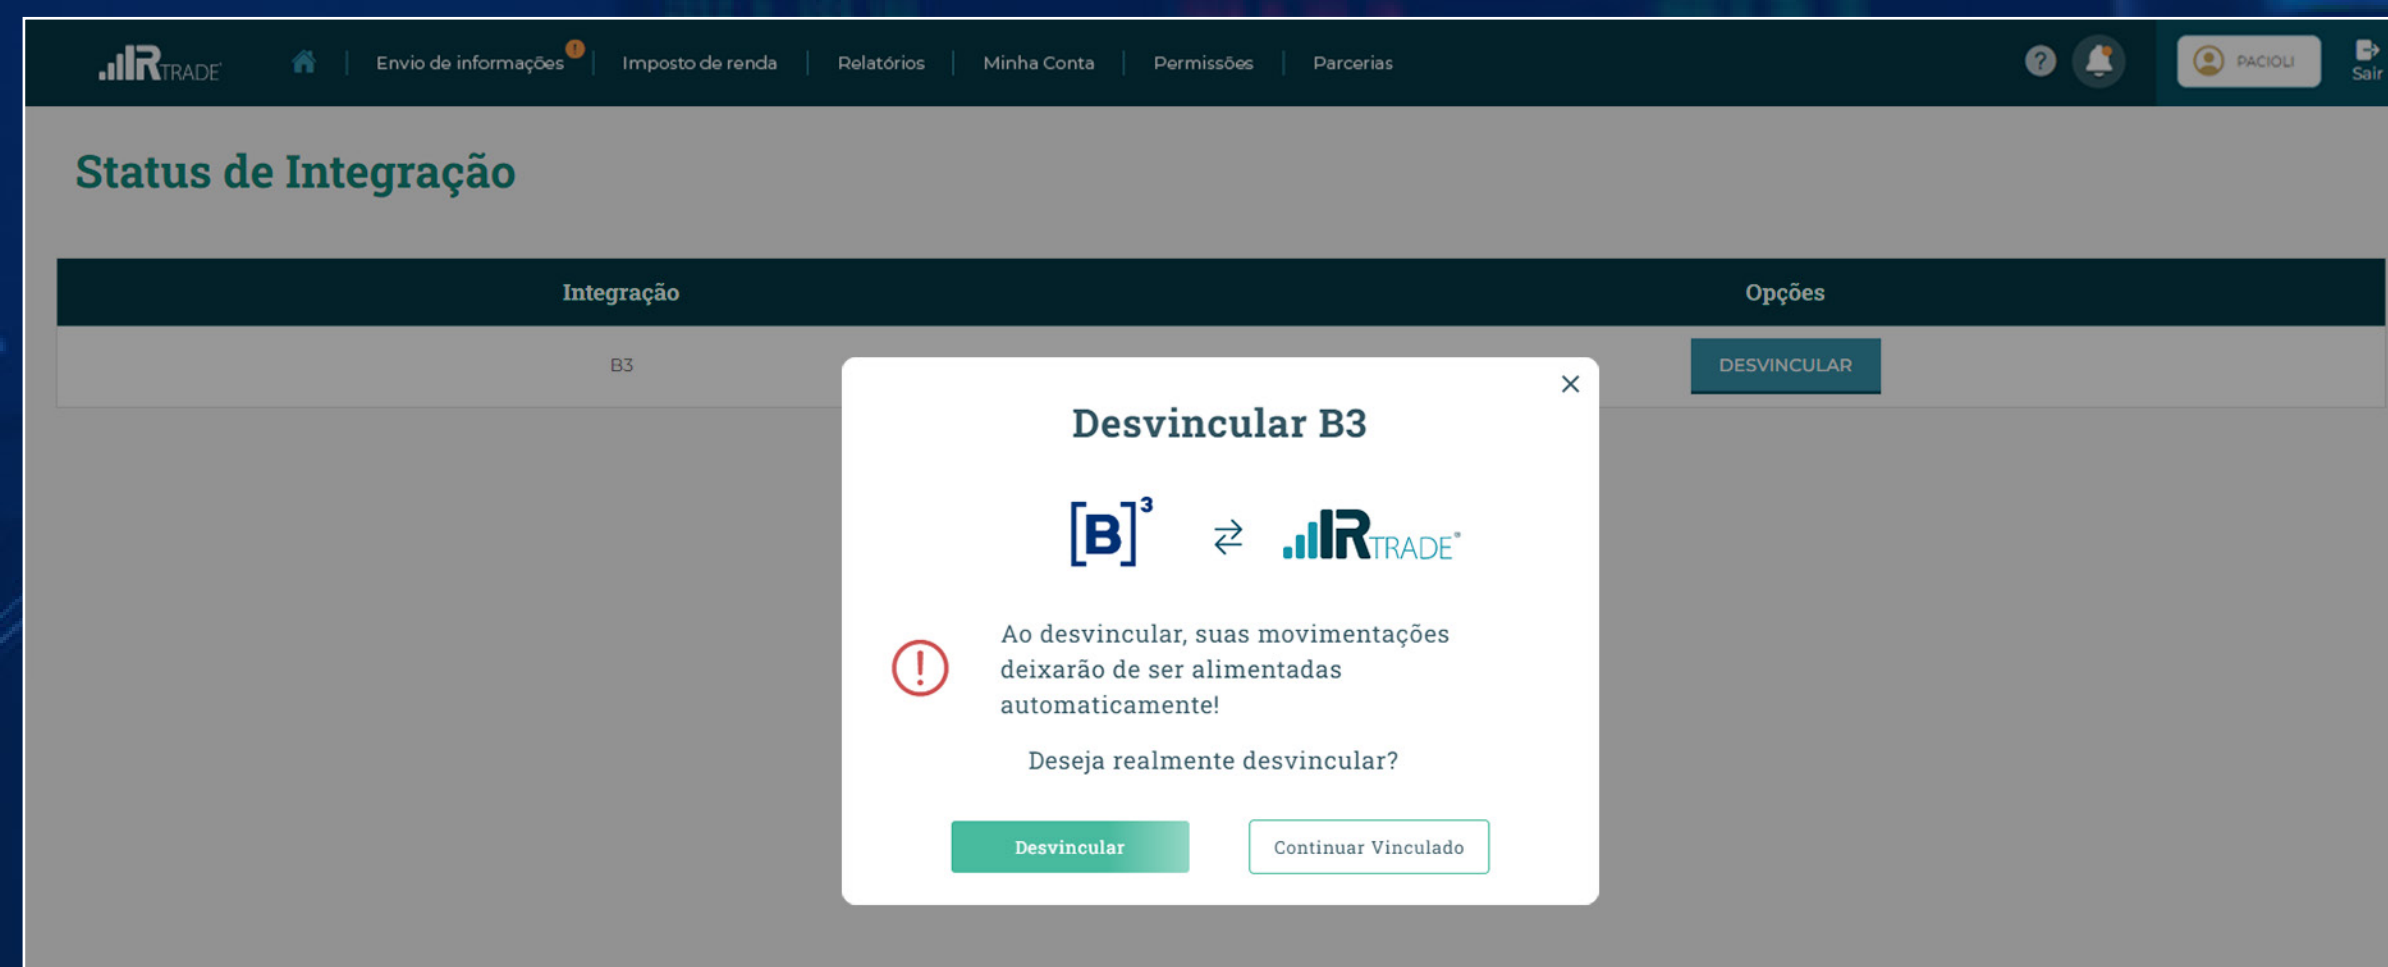 IRTRADE
Envio de informações
Imposto de renda
Relatórios
Minha Conta
Permissões
Parcerias
?
PACIOLI
Sair
Status de Integração
Integração
Opções
B3
DESVINCULAR
Desvincular B3
[B]³
IRTRADE®
Ao desvincular, suas movimentações
deixarão de ser alimentadas
automaticamente!
Deseja realmente desvincular?
Desvincular
Continuar Vinculado